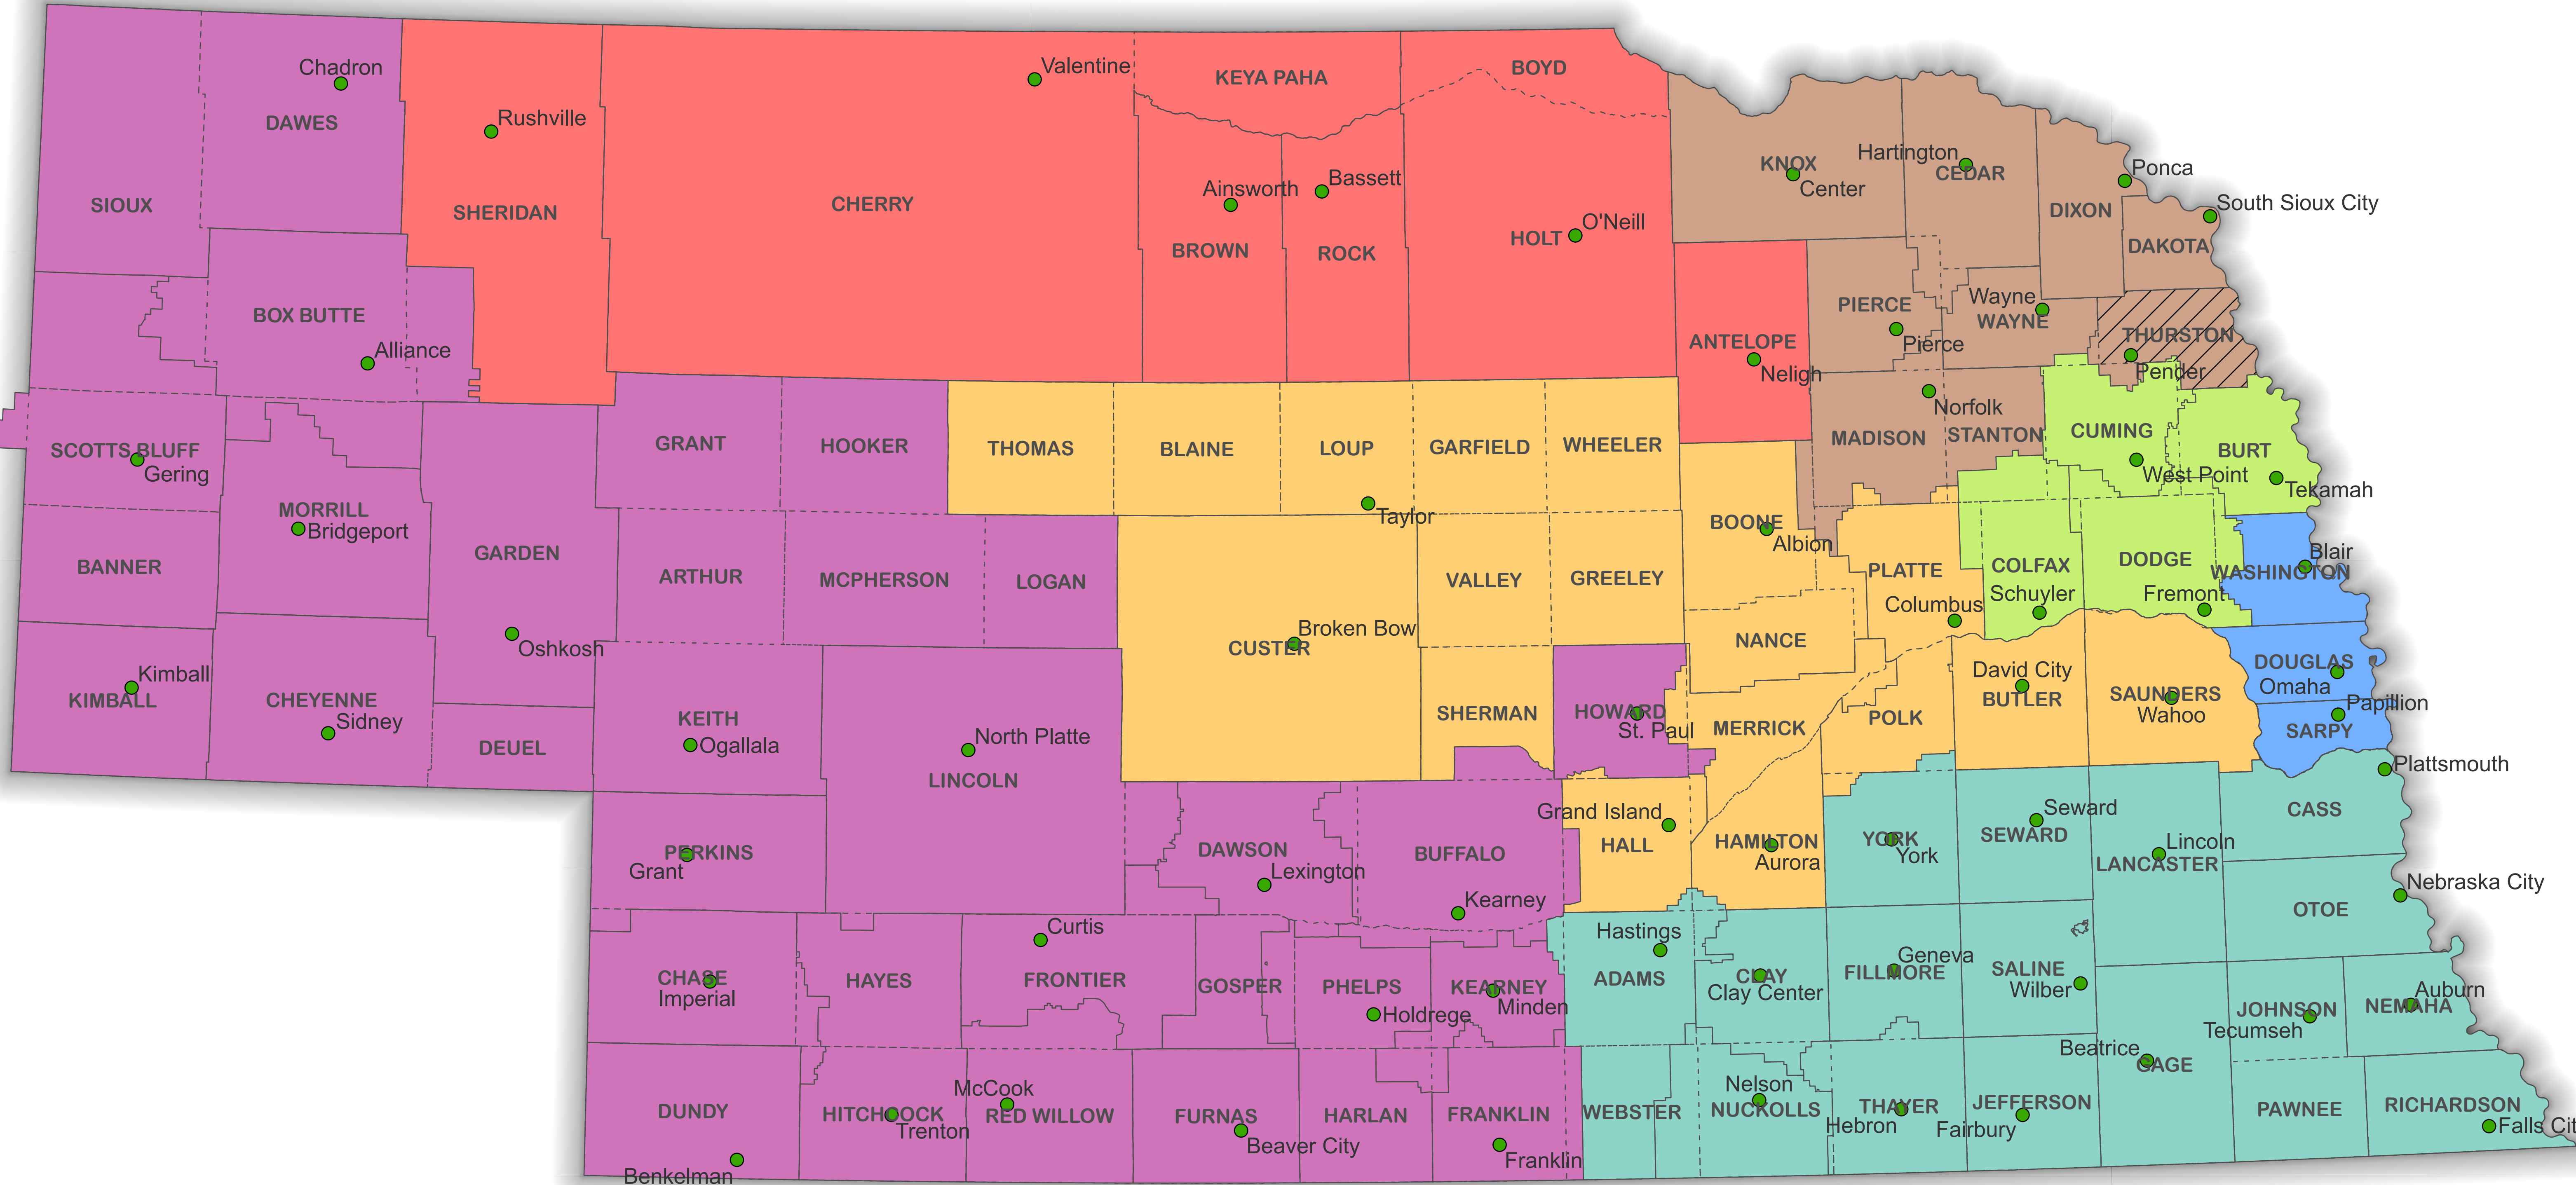 Chadron
DAWES
Rushville
SIOUX
SHERIDAN
BOX BUTTE
Alliance
Valentine
CHERRY
KEYA PAHA
BOYD
Ainsworth
BROWN
Bassett
ROCK
HOLT
O'Neill
KNOX
Center
Hartington
CEDAR
DIXON
Ponca
South Sioux City
DAKOTA
PIERCE
Pierce
Wayne
WAYNE
THURSTON
Pender
ANTELOPE
Neligh
Norfolk
MADISON
STANTON
CUMING
West Point
BURT
Tekamah
SCOTTS BLUFF
Gering
MORRILL
Bridgeport
BANNER
GARDEN
Oshkosh
KIMBALL
Kimball
CHEYENNE
Sidney
DEUEL
GRANT
HOOKER
THOMAS
BLAINE
LOUP
Taylor
GARFIELD
WHEELER
ARTHUR
MCPHERSON
LOGAN
CUSTER
Broken Bow
VALLEY
GREELEY
BOONE
Albion
PLATTE
Columbus
COLFAX
Schuyler
DODGE
Fremont
WASHINGTON
Blair
NANCE
KEITH
Ogallala
North Platte
LINCOLN
SHERMAN
HOWARD
St. Paul
MERRICK
POLK
David City
BUTLER
SAUNDERS
Wahoo
DOUGLAS
Omaha
Papillion
SARPY
Plattsmouth
CASS
PERKINS
Grant
DAWSON
Lexington
BUFFALO
Kearney
Grand Island
HALL
HAMILTON
Aurora
YORK
York
Seward
SEWARD
Lincoln
LANCASTER
Nebraska City
OTOE
CHASE
Imperial
HAYES
Curtis
FRONTIER
GOSPER
PHELPS
Holdrege
KEARNEY
Minden
Hastings
ADAMS
CLAY
Clay Center
Geneva
FILLMORE
SALINE
Wilber
JOHNSON
Tecumseh
Auburn
NEMAHA
Beatrice
GAGE
DUNDY
Benkelman
HITCHCOCK
Trenton
McCook
RED WILLOW
FURNAS
Beaver City
HARLAN
FRANKLIN
Franklin
WEBSTER
Nelson
NUCKOLLS
THAYER
Hebron
JEFFERSON
Fairbury
PAWNEE
RICHARDSON
Falls Cit